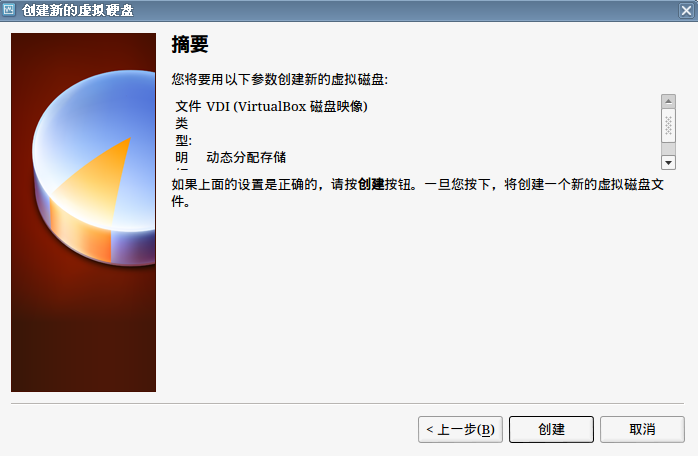 创建新的虚拟硬盘
摘要
您将要用以下参数创建新的虚拟磁盘:
文件 VDI (VirtualBox 磁盘映像)
类
型:
明 动态分配存储
如果上面的设置是正确的，请按创建按钮。一旦您按下，将创建一个新的虚拟磁盘文
件。
< 上一步(B)
创建
取消